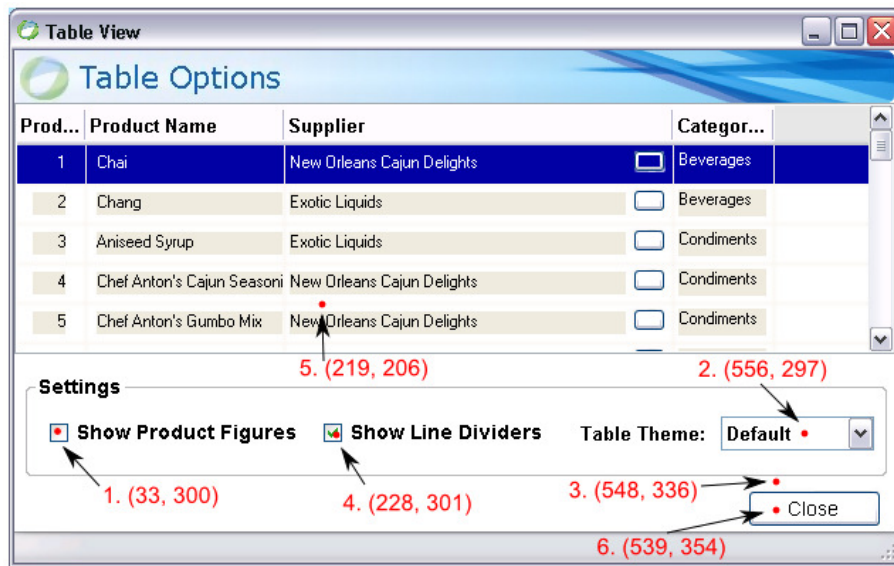 Table View
Table Options
Prod... Product Name Supplier Categor...
1 Chai New Orleans Cajun Delights Beverages
2 Chang Exotic Liquids Beverages
3 Aniseed Syrup Exotic Liquids Condiments
4 Chef Anton's Cajun Seasoni New Orleans Cajun Delights Condiments
5 Chef Anton's Gumbo Mix New Orleans Cajun Delights Condiments
5. (219, 206)
2. (556, 297)
Settings
Show Product Figures Show Line Dividers Table Theme: Default
1. (33, 300)
4. (228, 301)
3. (548, 336)
Close
6. (539, 354)